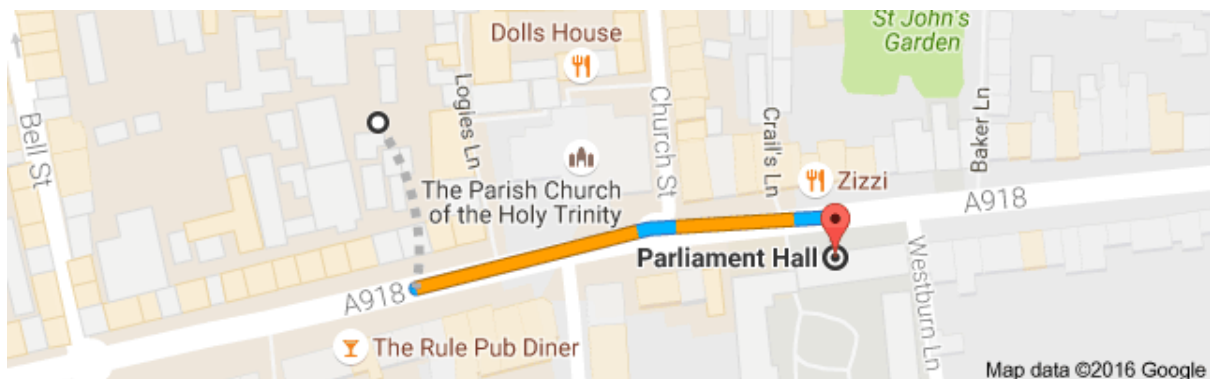 St John's
Garden
Dolls House
Bell St
Logies Ln
Church St
Crail's Ln
Baker Ln
The Parish Church
of the Holy Trinity
Zizzi
A918
Parliament Hall
Westburn Ln
A918
The Rule Pub Diner
Map data ©2016 Google